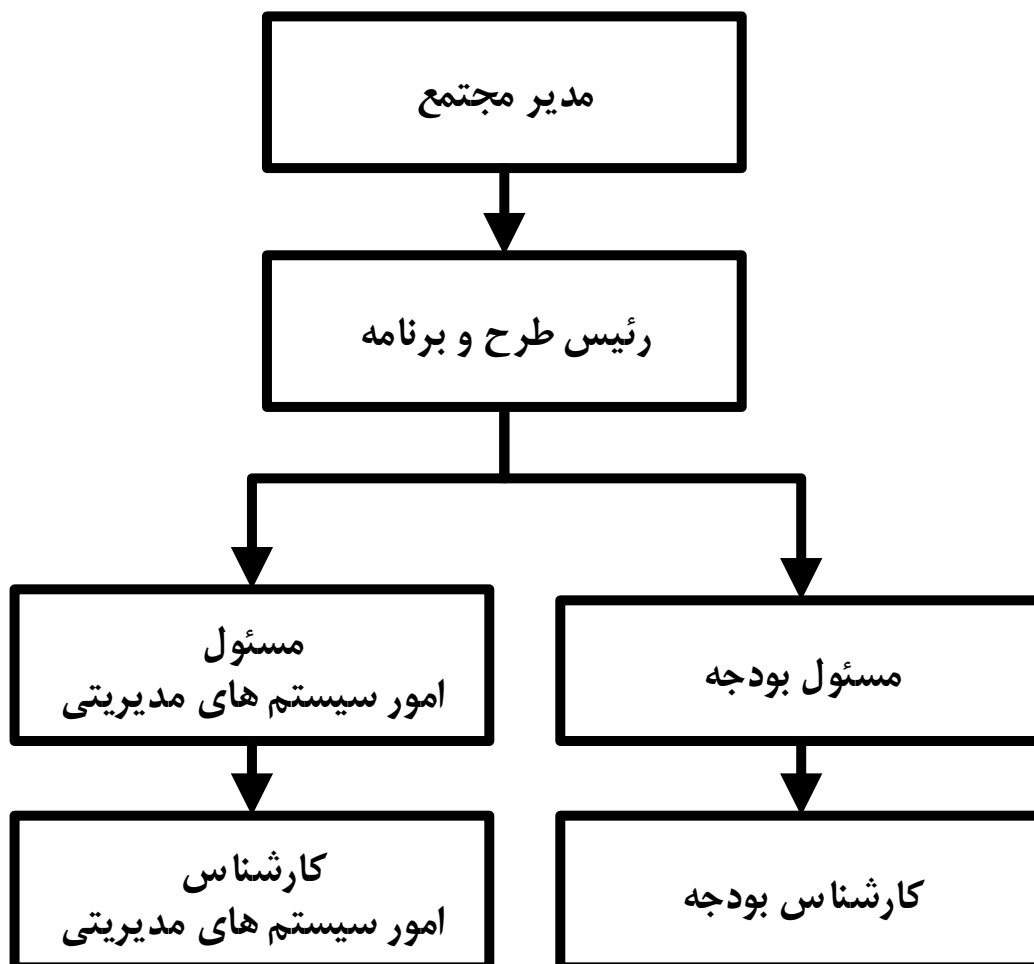 مدیر مجتمع
رئیس طرح و برنامه
مسئول بودجه
مسئول
امور سیستم های مدیریتی
کارشناس بودجه
کارشناس
امور سیستم های مدیریتی